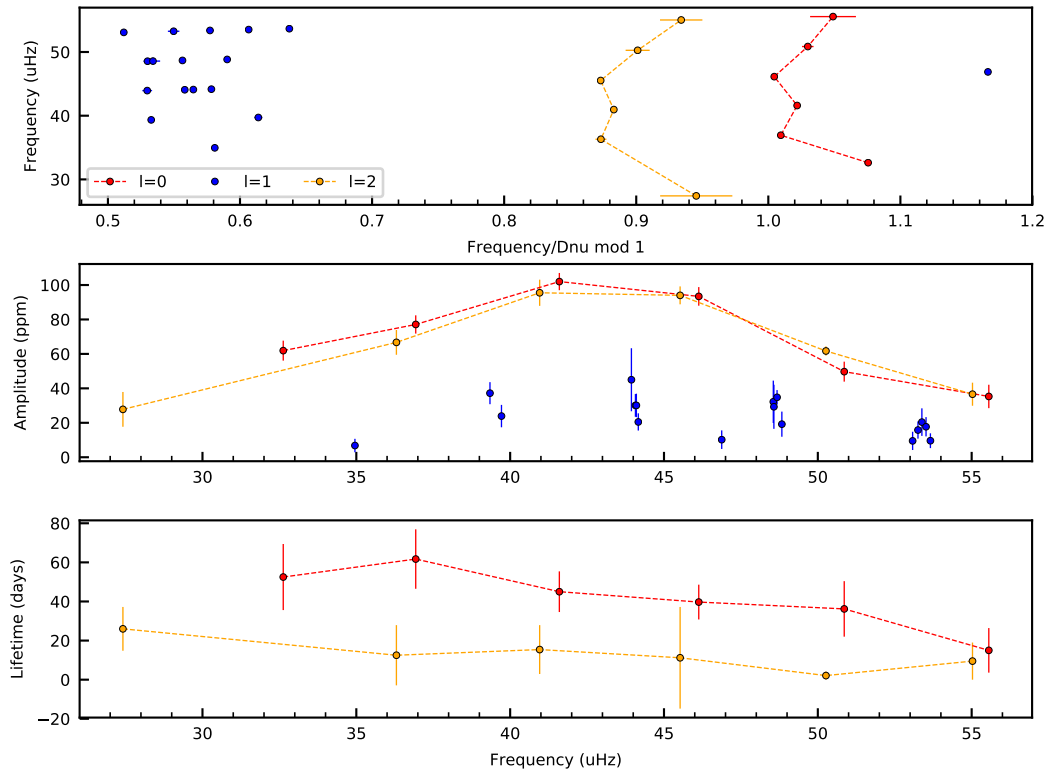 50
40
30
Frequency (uHz)
l=0 l=1 l=2
0.5 0.6 0.7 0.8 0.9 1.0 1.1 1.2
Frequency/Dnu mod 1
100
80
60
40
20
0
Amplitude (ppm)
30 35 40 45 50 55
80
60
40
20
0
−20
Lifetime (days)
30 35 40 45 50 55
Frequency (uHz)